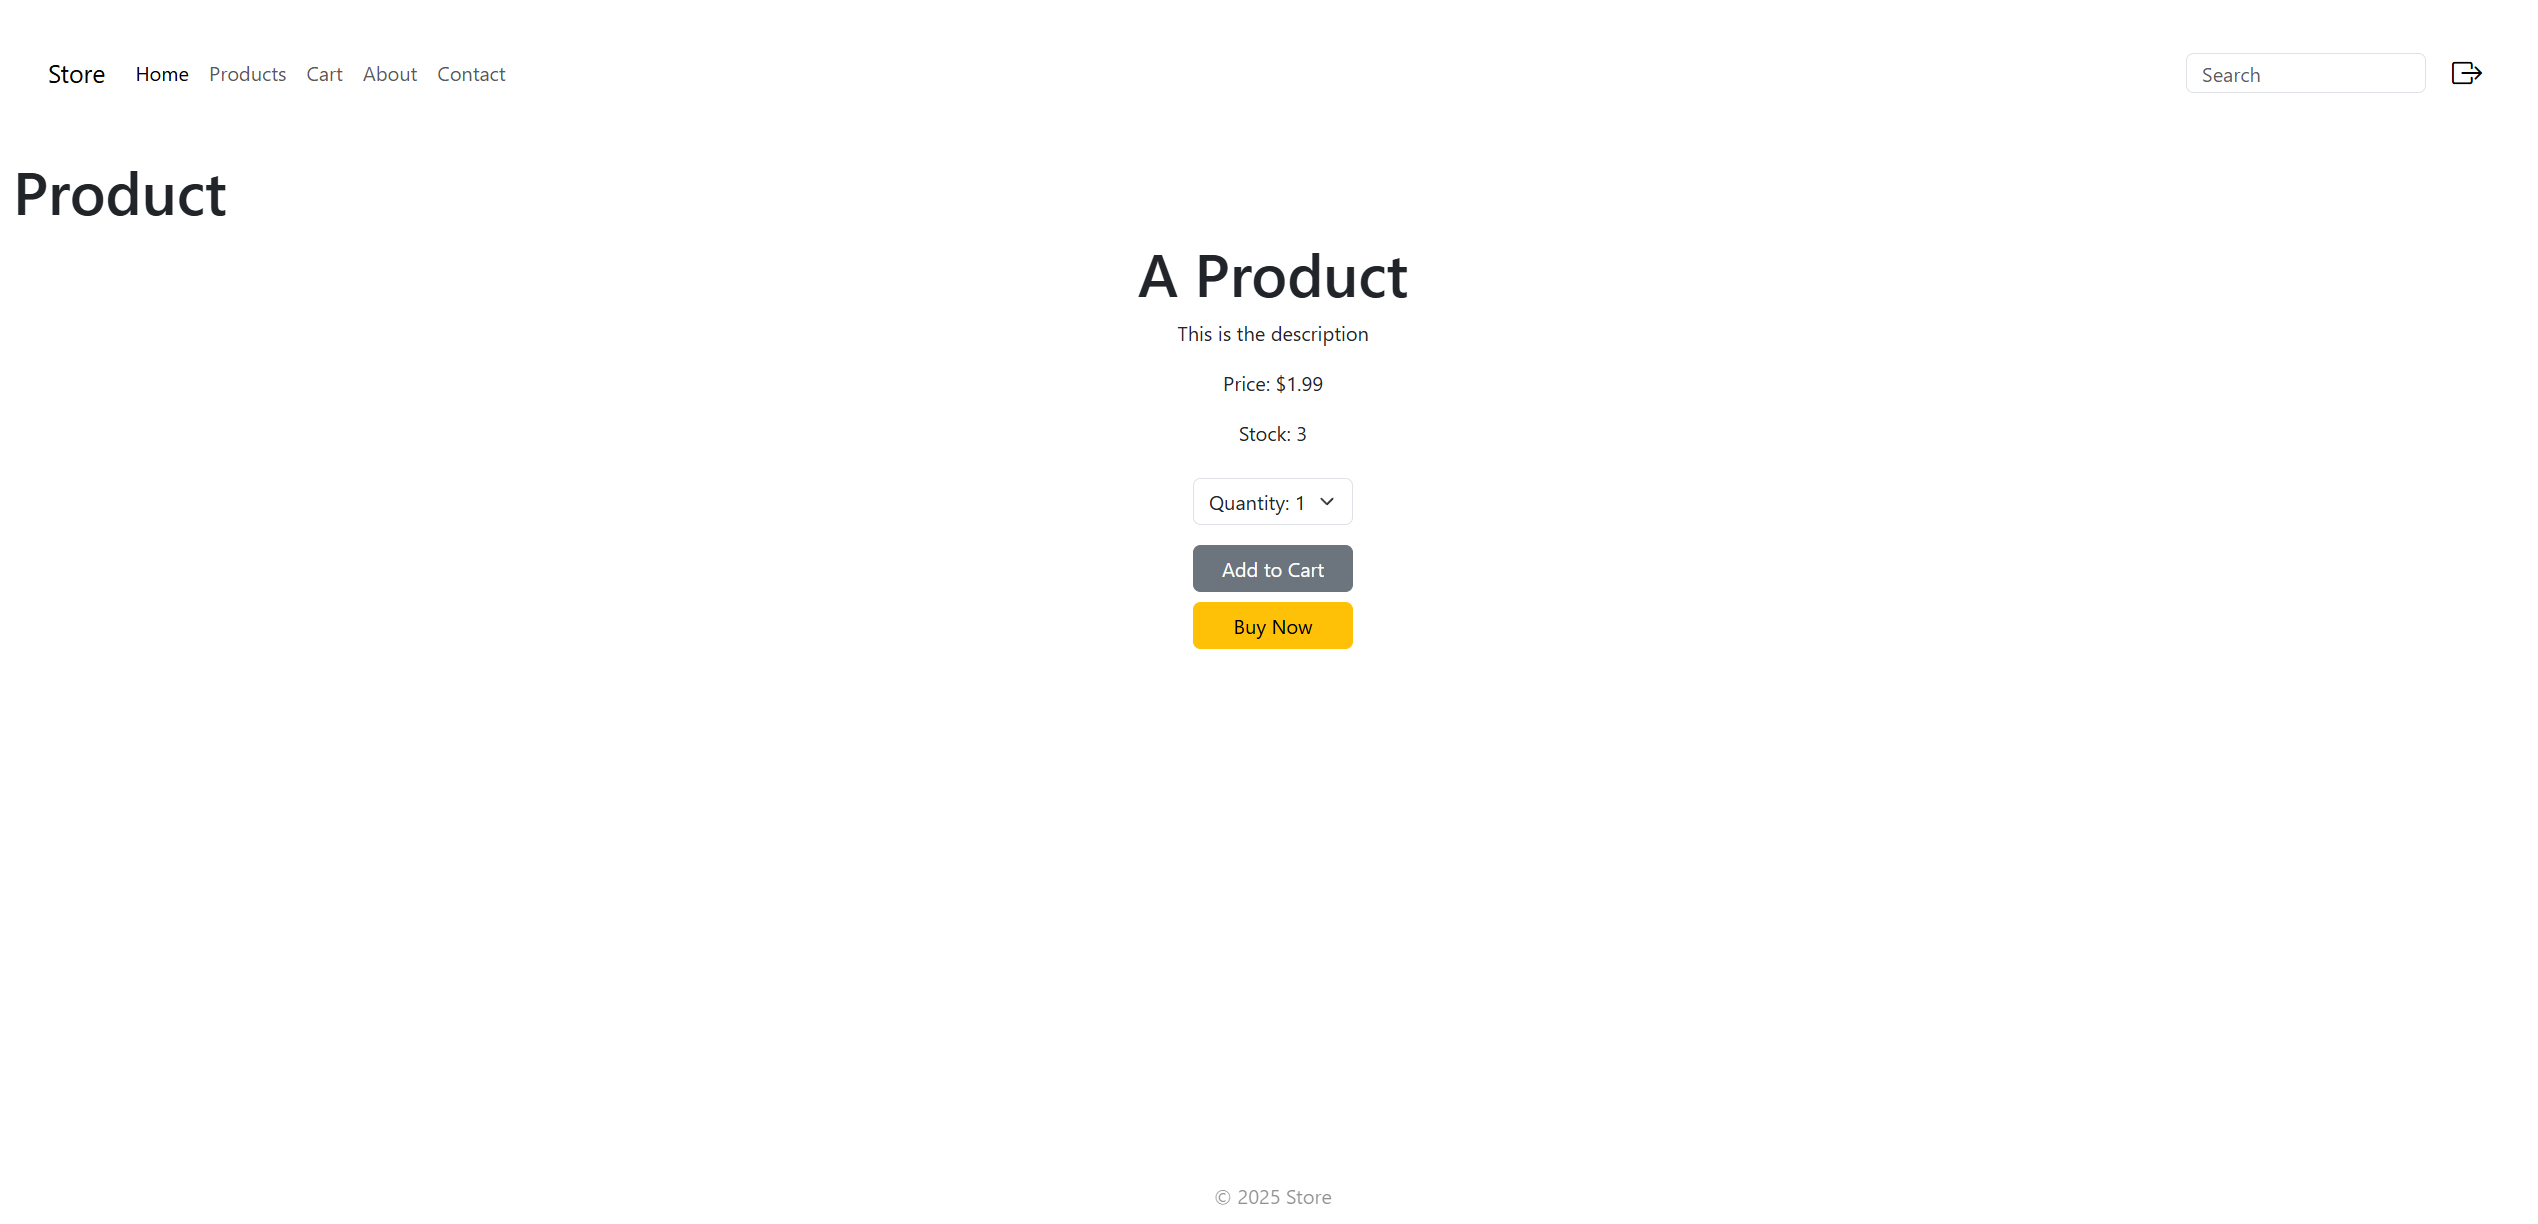 Store Home Products Cart About Contact Search
Product
A Product
This is the description
Price: $1.99
Stock: 3
Quantity: 1
Add to Cart
Buy Now
© 2025 Store